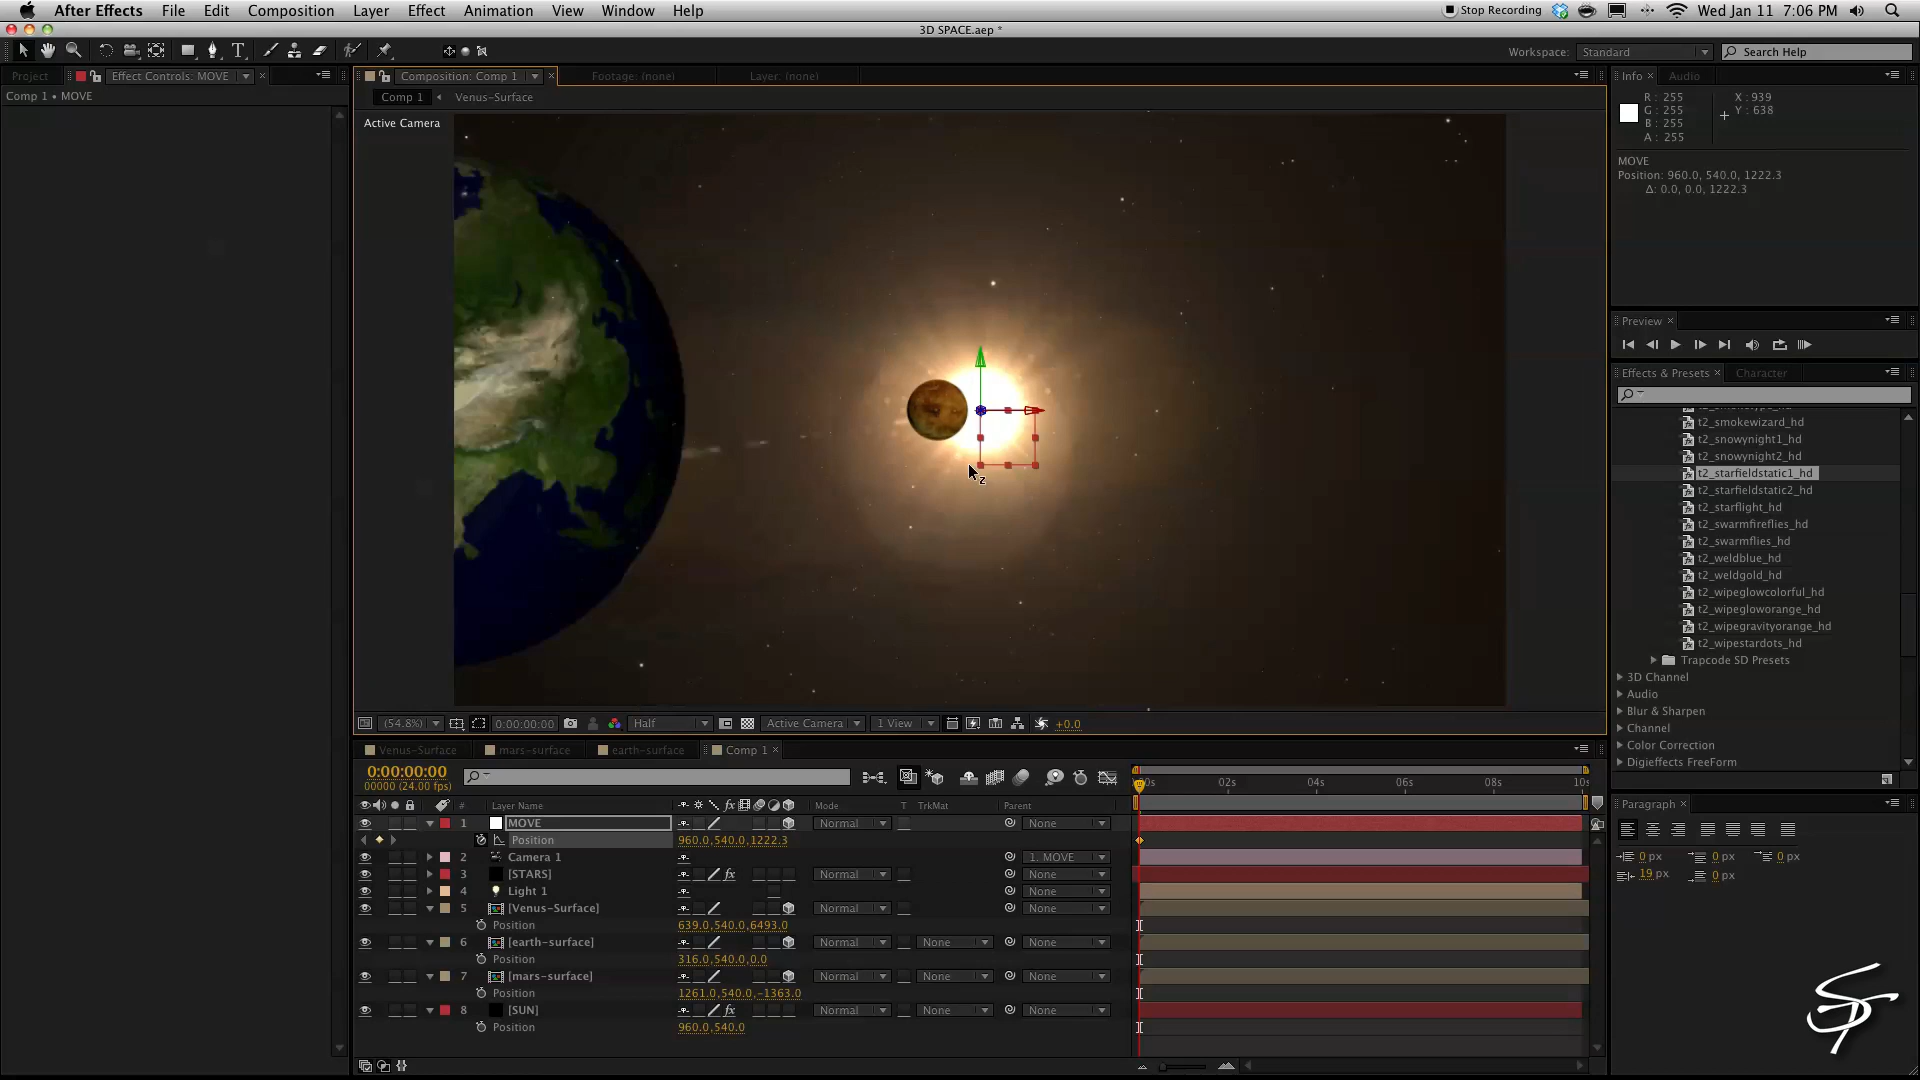 After Effects File Edit Composition Layer Effect Animation View Window Help
Stop Recording Wed Jan 11 7:06 PM
3D SPACE.aep *
Workspace: Standard Search Help
Project Effect Controls: MOVE
Composition: Comp 1 Footage: (none) Layer: (none)
Info Audio
Comp 1 • MOVE
Comp 1 Venus-Surface
Active Camera
R : 255 X : 939
G : 255 Y : 638
B : 255
A : 255
MOVE
Position: 960.0, 540.0, 1222.3
Δ: 0.0, 0.0, 1222.3
Preview
Effects & Presets Character
t2_smokewizard_hd
t2_snowynight1_hd
t2_snowynight2_hd
t2_starfieldstatic1_hd
t2_starfieldstatic2_hd
t2_starflight_hd
t2_swarmfireflies_hd
t2_swarmflies_hd
t2_weldblue_hd
t2_weldgold_hd
t2_wipeglowcolorful_hd
t2_wipegloworange_hd
t2_wipegravityorange_hd
t2_wipestardots_hd
Trapcode SD Presets
3D Channel
Audio
Blur & Sharpen
Channel
Color Correction
Digieffects FreeForm
z
(54.8%) 0:00:00:00 Half Active Camera 1 View +0.0
Venus-Surface mars-surface earth-surface Comp 1
0:00:00:00
00000 (24.00 fps)
02s 04s 06s 08s 10s
# Layer Name fx Mode T TrkMat Parent
1 MOVE Normal None
Position 960.0,540.0,1222.3
2 Camera 1 1. MOVE
3 [STARS] fx Normal None
4 Light 1 None
5 [Venus-Surface] Normal None
Position 639.0,540.0,6493.0
6 [earth-surface] Normal None None
Position 316.0,540.0,0.0
7 [mars-surface] Normal None None
Position 1261.0,540.0,-1363.0
8 [SUN] fx Normal None None
Position 960.0,540.0
Paragraph
0 px 0 px 0 px
19 px 0 px